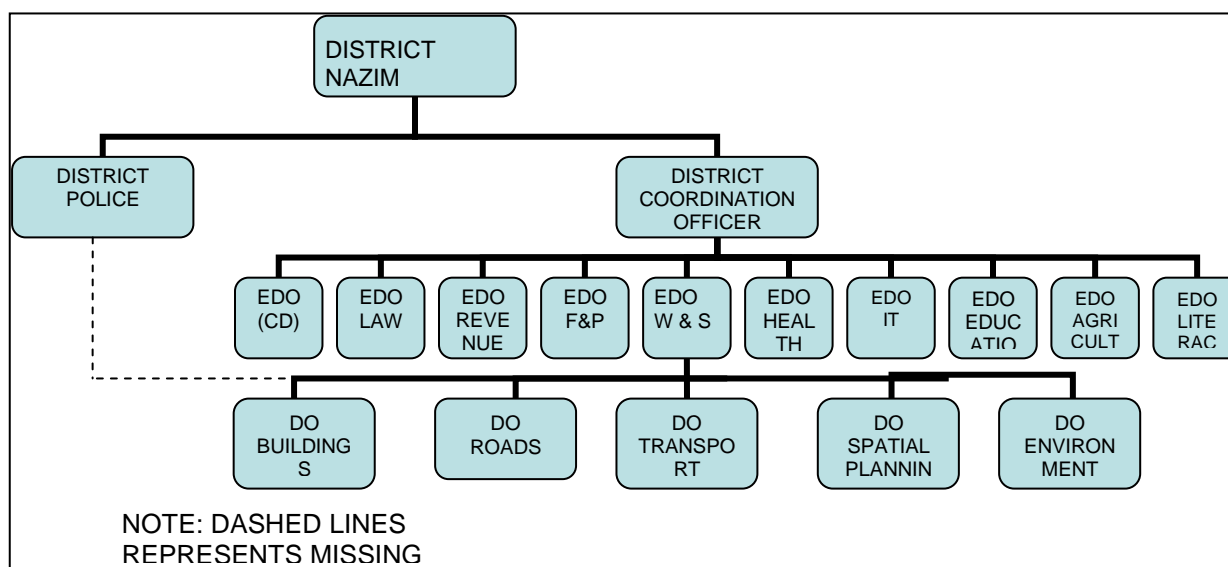 DISTRICT
NAZIM
DISTRICT
POLICE
DISTRICT
COORDINATION
OFFICER
EDO
(CD)
EDO
LAW
EDO
REVE
NUE
EDO
F&P
EDO
W & S
EDO
HEAL
TH
EDO
IT
EDO
EDUC
ATIO
EDO
AGRI
CULT
EDO
LITE
RAC
DO
BUILDING
S
DO
ROADS
DO
TRANSPO
RT
DO
SPATIAL
PLANNIN
DO
ENVIRON
MENT
NOTE: DASHED LINES
REPRESENTS MISSING